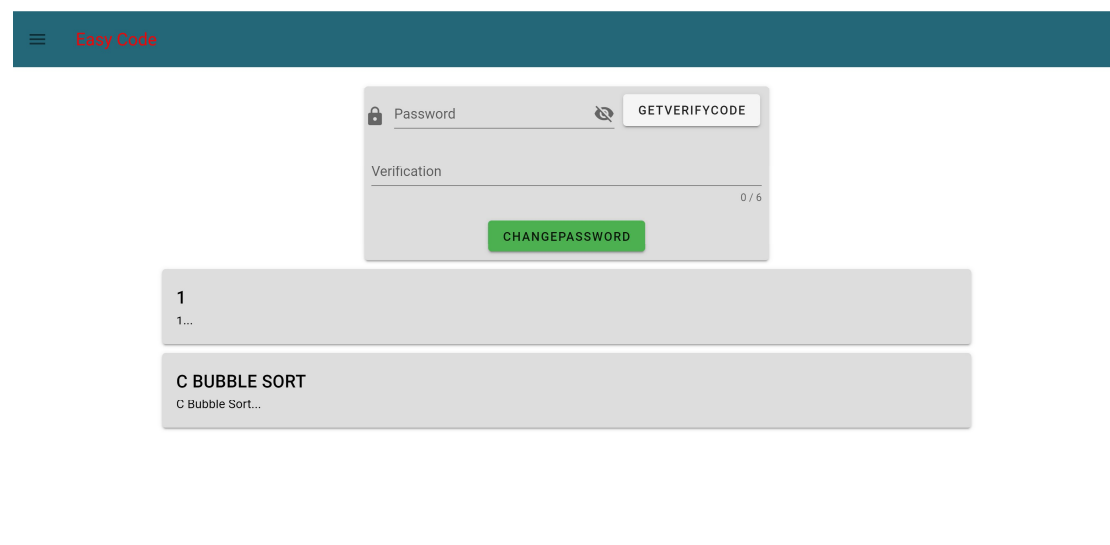 Easy Code
Password
GETVERIFYCODE
Verification
0 / 6
CHANGEPASSWORD
1
1...
C BUBBLE SORT
C Bubble Sort...